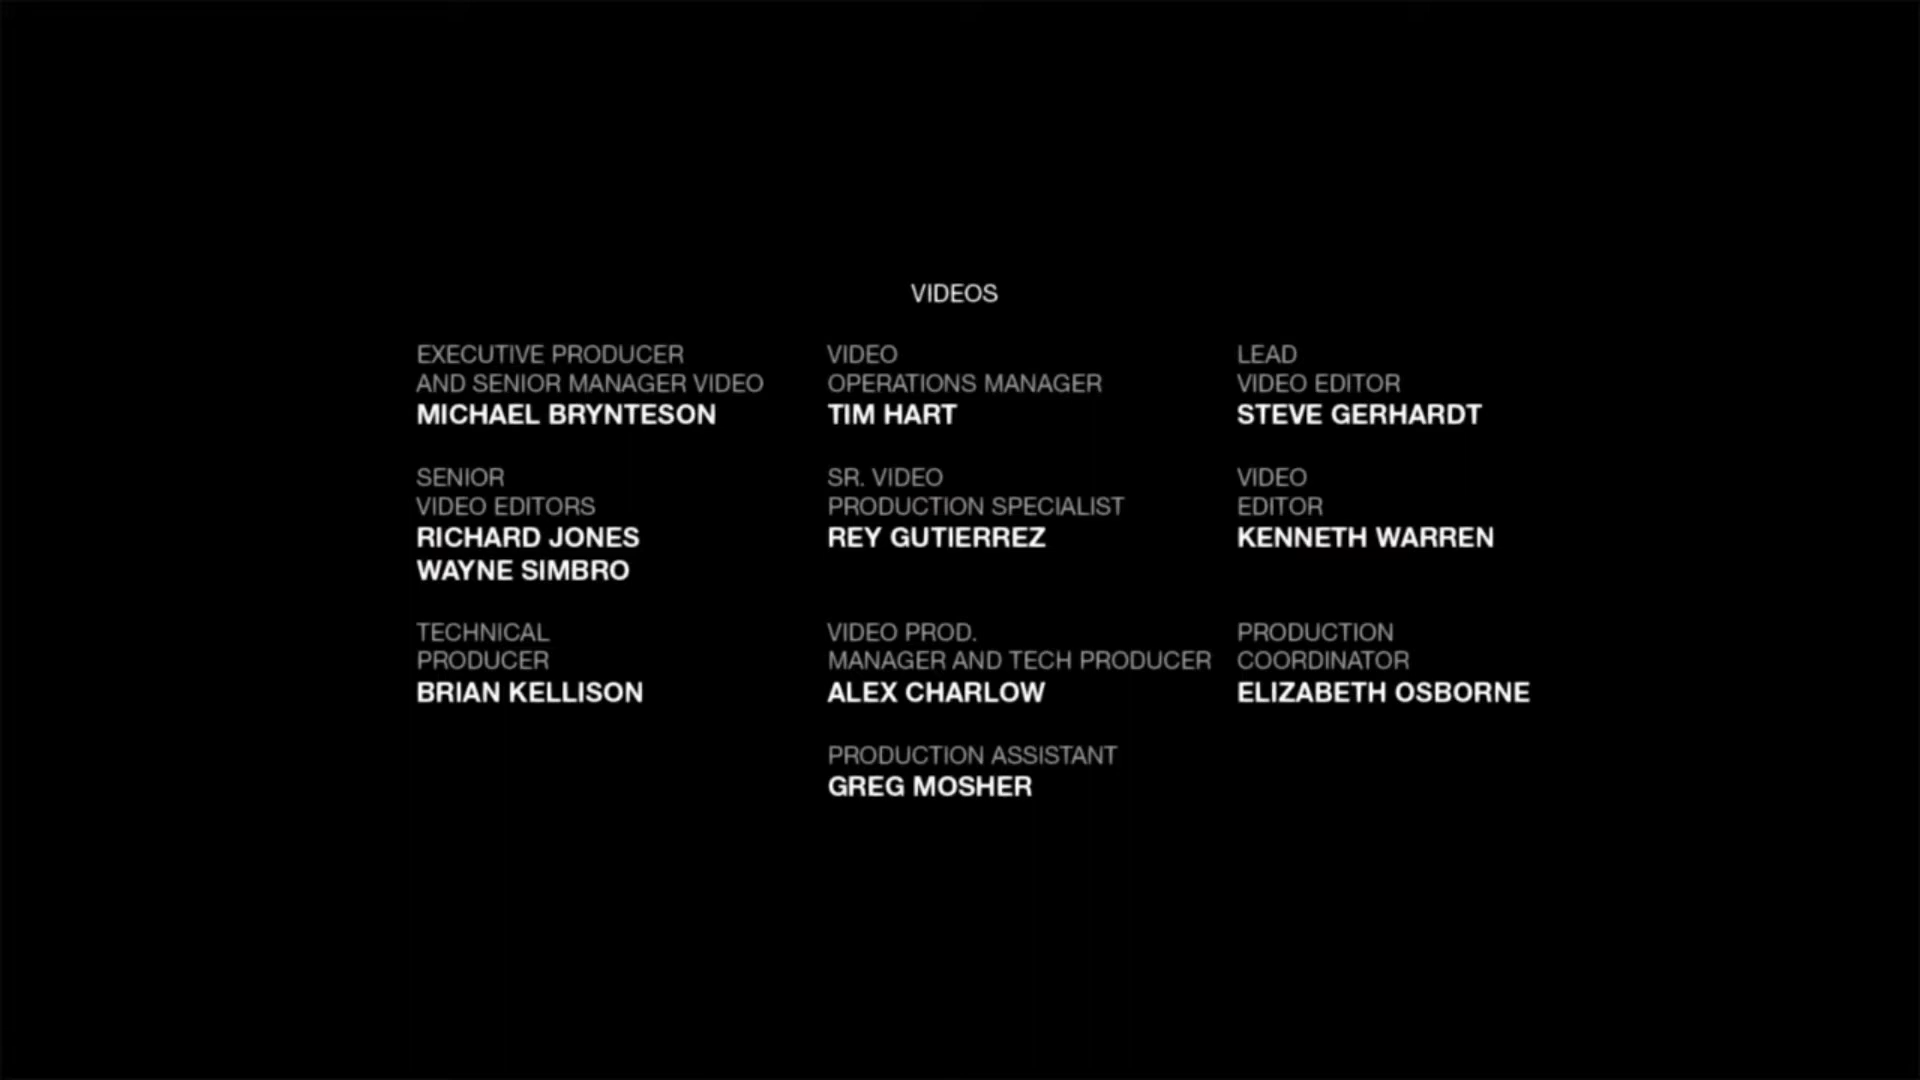 VIDEOS
EXECUTIVE PRODUCER
AND SENIOR MANAGER VIDEO
MICHAEL BRYNTESON
VIDEO
OPERATIONS MANAGER
TIM HART
LEAD
VIDEO EDITOR
STEVE GERHARDT
SENIOR
VIDEO EDITORS
RICHARD JONES
WAYNE SIMBRO
SR. VIDEO
PRODUCTION SPECIALIST
REY GUTIERREZ
VIDEO
EDITOR
KENNETH WARREN
TECHNICAL
PRODUCER
BRIAN KELLISON
VIDEO PROD.
MANAGER AND TECH PRODUCER
ALEX CHARLOW
PRODUCTION
COORDINATOR
ELIZABETH OSBORNE
PRODUCTION ASSISTANT
GREG MOSHER